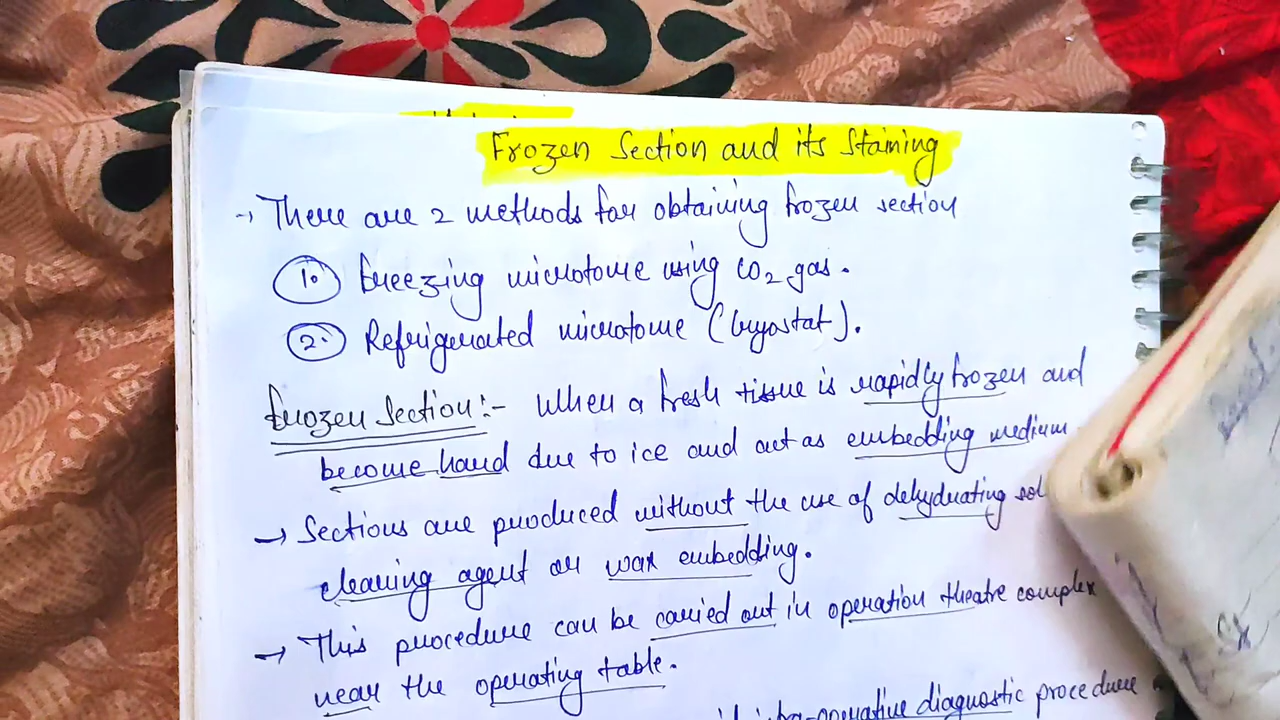 Frozen Section and its Staining
→ There are 2 methods for obtaining frozen section
1. Freezing microtome using CO2 gas.
2. Refrigerated microtome (Cryostat).
Frozen Section:- When a fresh tissue is rapidly frozen and
become hard due to ice and act as embedding medium
→ Sections are produced without the use of dehydrating sol
clearing agent or wax embedding.
→ This procedure can be carried out in operation theatre complex
near the operating table.
diagnostic procedure